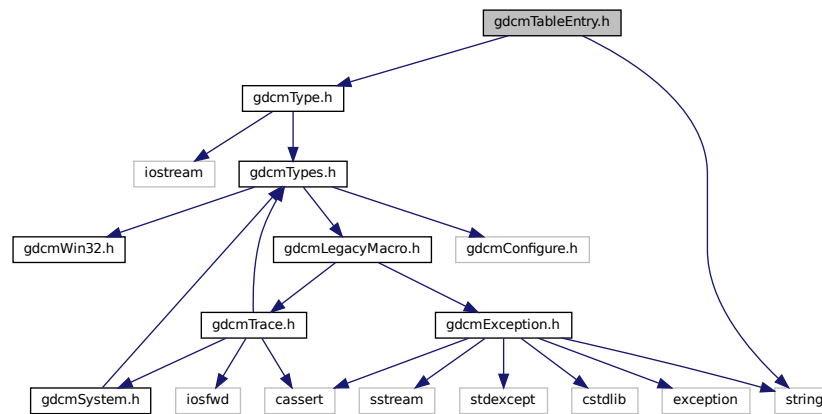 gdcmTableEntry.h
gdcmType.h
iostream
gdcmTypes.h
gdcmWin32.h
gdcmLegacyMacro.h
gdcmConfigure.h
gdcmTrace.h
gdcmException.h
gdcmSystem.h
iosfwd
cassert
sstream
stdexcept
cstdlib
exception
string